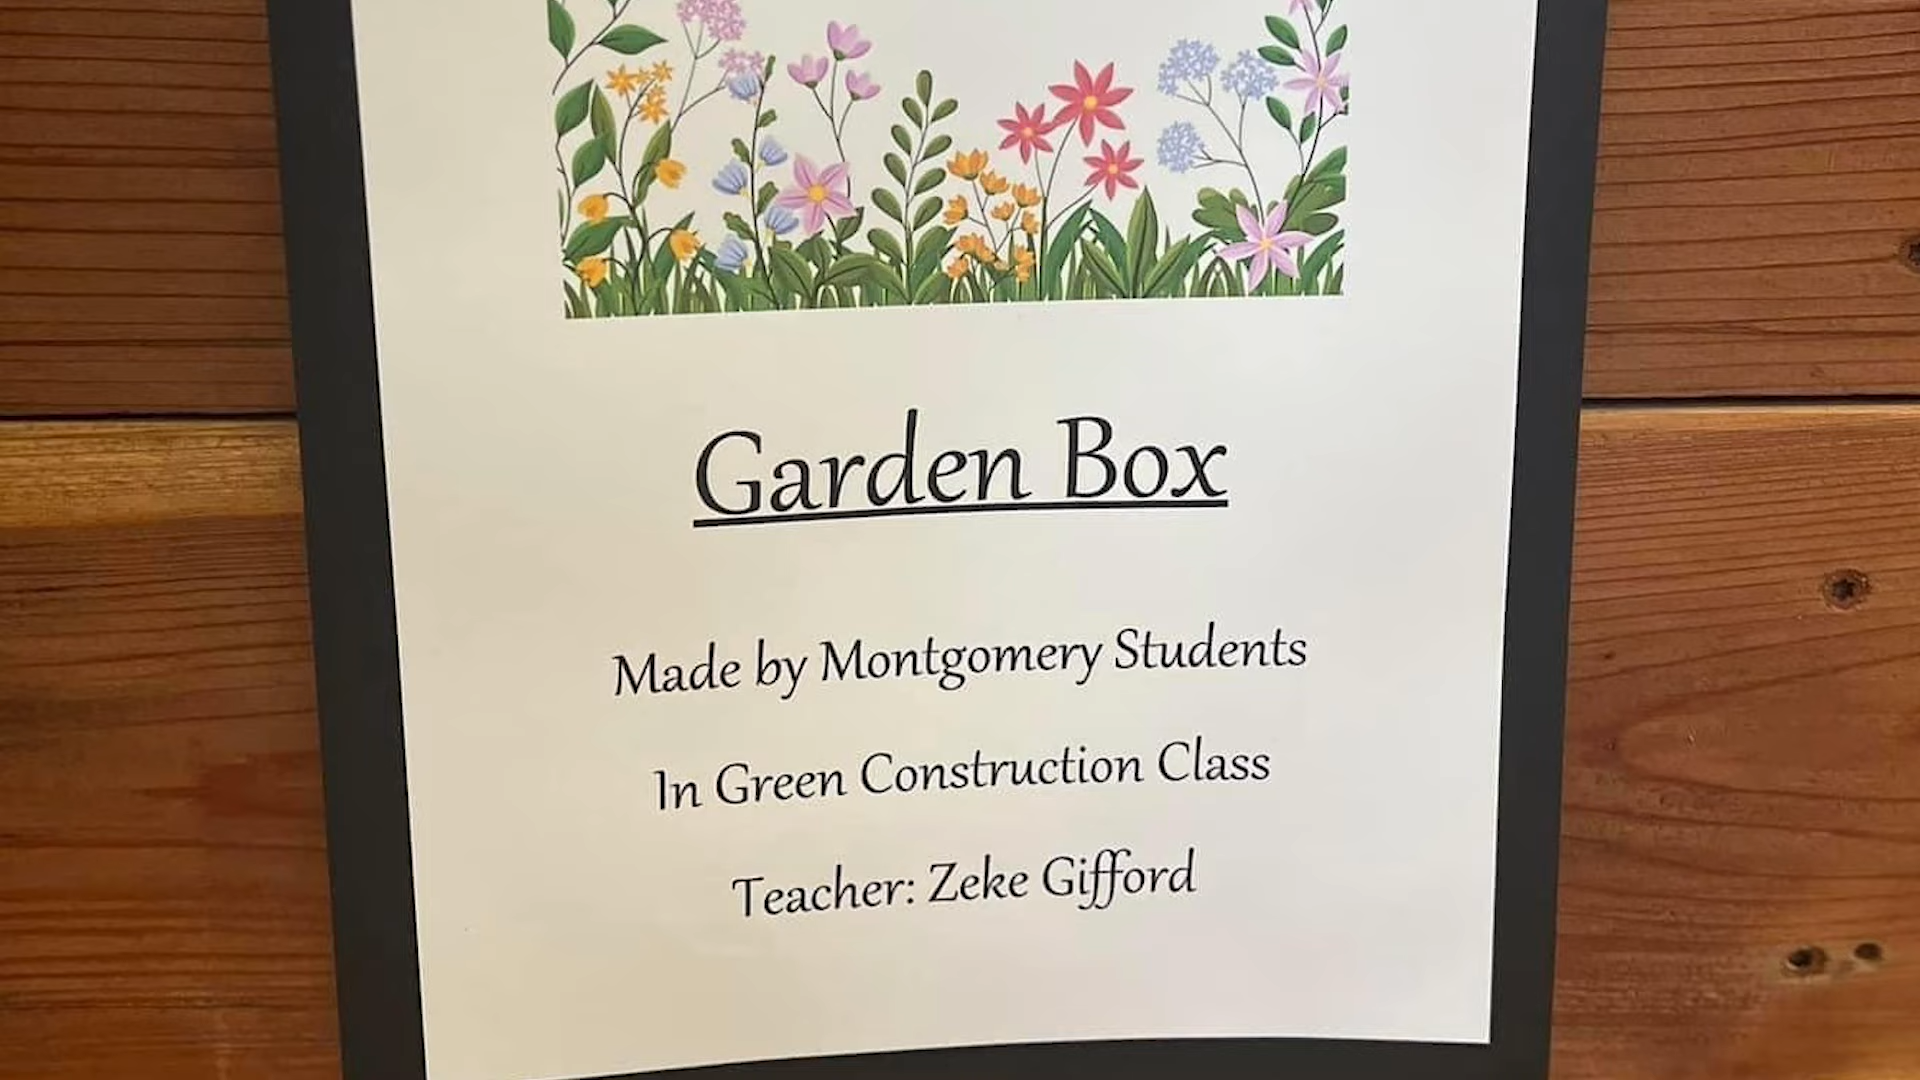 Garden Box
Made by Montgomery Students
In Green Construction Class
Teacher: Zeke Gifford